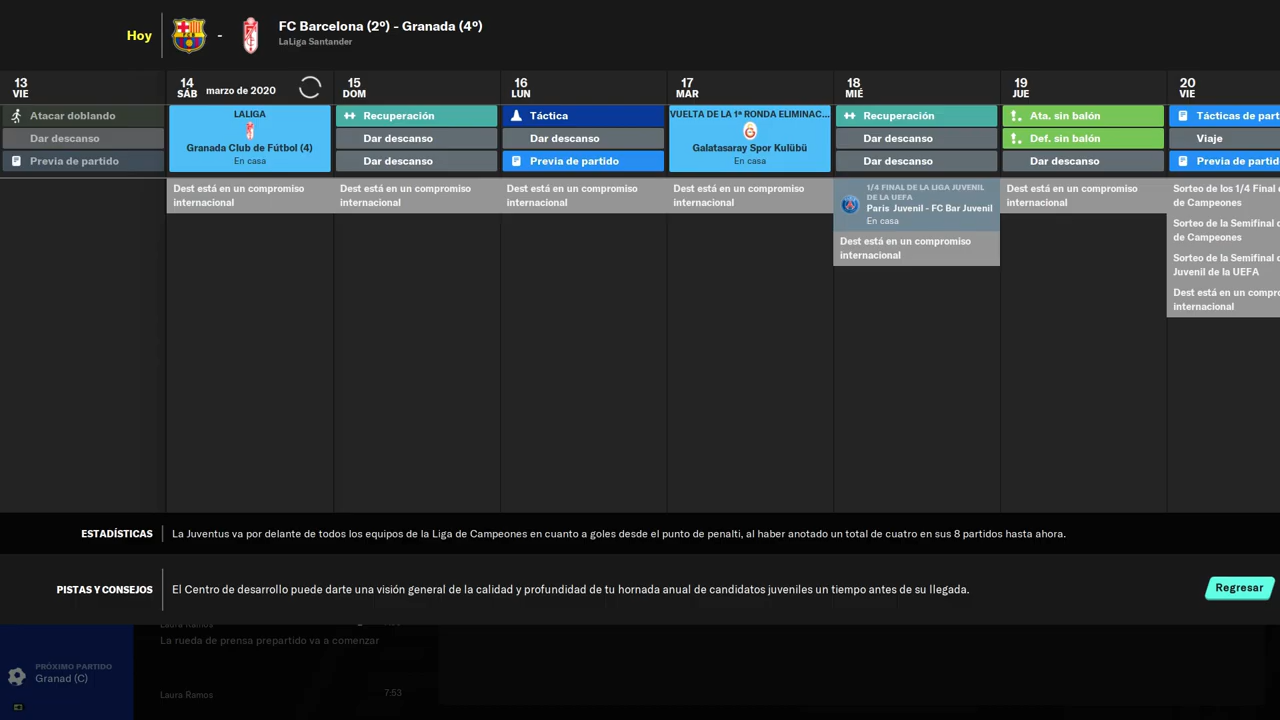 Hoy
-
FC Barcelona (2º) - Granada (4º)
LaLiga Santander
13
VIE
14
SÁB
marzo de 2020
15
DOM
16
LUN
17
MAR
18
MIÉ
19
JUE
20
VIE
Atacar doblando
Dar descanso
Previa de partido
LALIGA
Granada Club de Fútbol (4)
En casa
Recuperación
Dar descanso
Dar descanso
Táctica
Dar descanso
Previa de partido
VUELTA DE LA 1ª RONDA ELIMINAC...
Galatasaray Spor Kulübü
En casa
Recuperación
Dar descanso
Dar descanso
Ata. sin balón
Def. sin balón
Dar descanso
Tácticas de part
Viaje
Previa de partid
Dest está en un compromiso
internacional
Dest está en un compromiso
internacional
Dest está en un compromiso
internacional
Dest está en un compromiso
internacional
1/4 FINAL DE LA LIGA JUVENIL
DE LA UEFA
Paris Juvenil - FC Bar Juvenil
En casa
Dest está en un compromiso
internacional
Dest está en un compromiso
internacional
Sorteo de los 1/4 Final d
de Campeones
Sorteo de la Semifinal d
de Campeones
Sorteo de la Semifinal d
Juvenil de la UEFA
Dest está en un compro
internacional
ESTADÍSTICAS
La Juventus va por delante de todos los equipos de la Liga de Campeones en cuanto a goles desde el punto de penalti, al haber anotado un total de cuatro en sus 8 partidos hasta ahora.
PISTAS Y CONSEJOS
El Centro de desarrollo puede darte una visión general de la calidad y profundidad de tu hornada anual de candidatos juveniles un tiempo antes de su llegada.
Regresar
Laura Ramos
La rueda de prensa prepartido va a comenzar
PRÓXIMO PARTIDO
Granad (C)
Laura Ramos
7:53